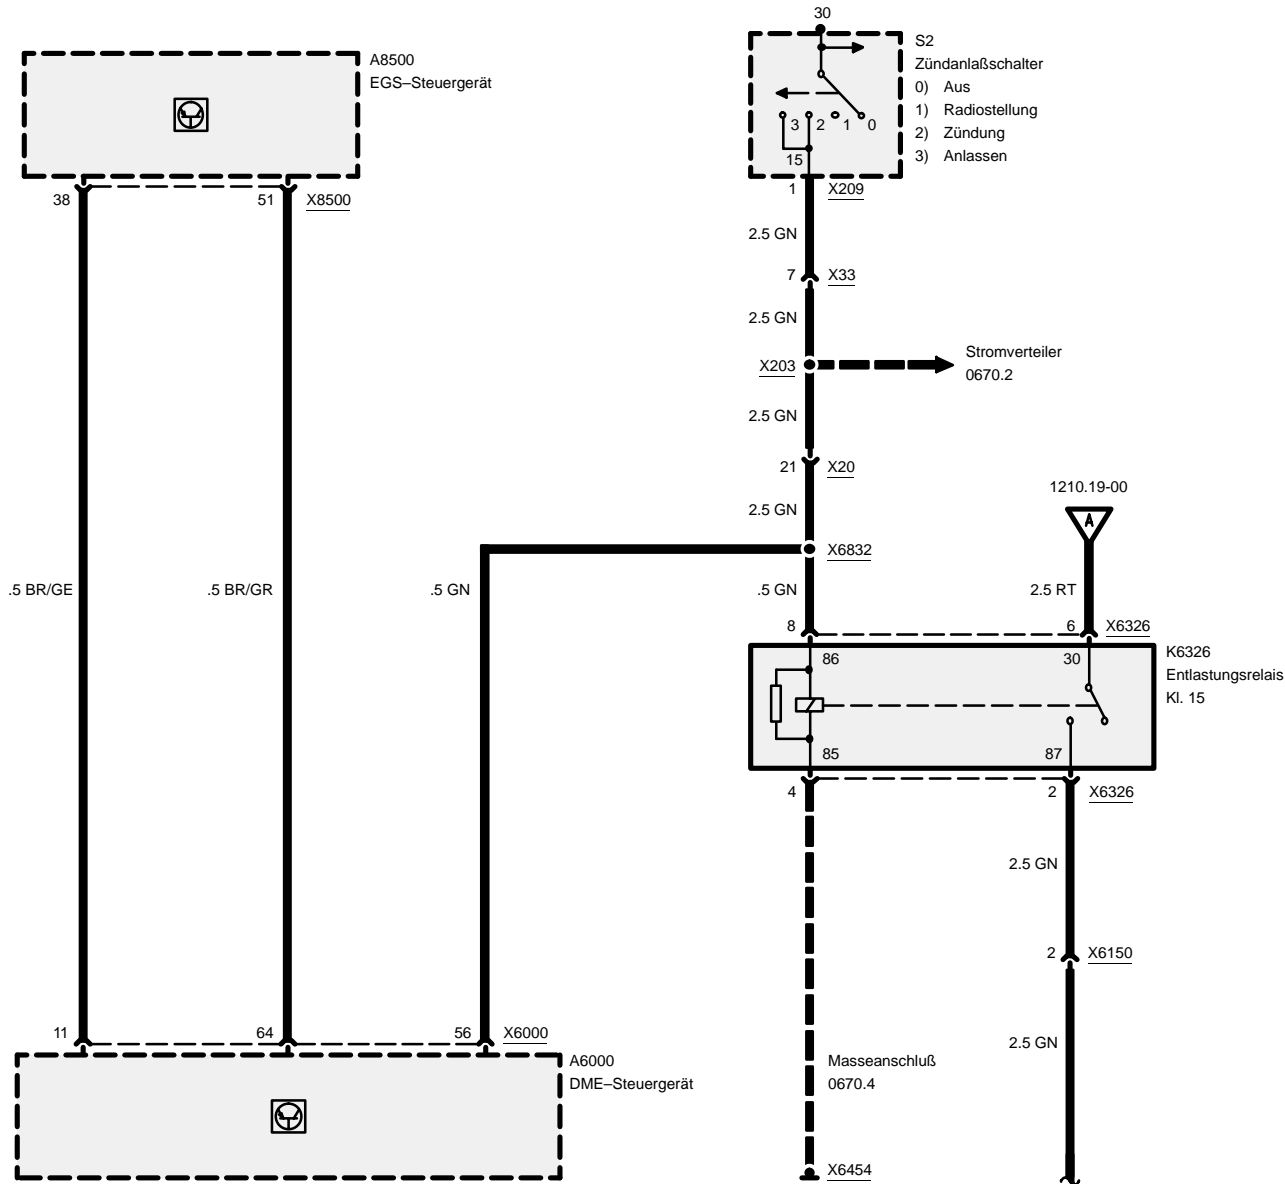 30
A8500
EGS–Steuergerät
S2
Zündanlaßschalter
0) Aus
1) Radiostellung
2) Zündung
3) Anlassen
3 2 1 0
15
38
51
X8500
1
X209
2.5 GN
7
X33
2.5 GN
X203
Stromverteiler
0670.2
2.5 GN
21
X20
1210.19-00
A
2.5 GN
X6832
.5 BR/GE
.5 BR/GR
.5 GN
.5 GN
2.5 RT
8
6
X6326
86
30
K6326
Entlastungsrelais
Kl. 15
85
87
4
2
X6326
2.5 GN
2
X6150
11
64
56
X6000
2.5 GN
A6000
DME–Steuergerät
Masseanschluß
0670.4
X6454